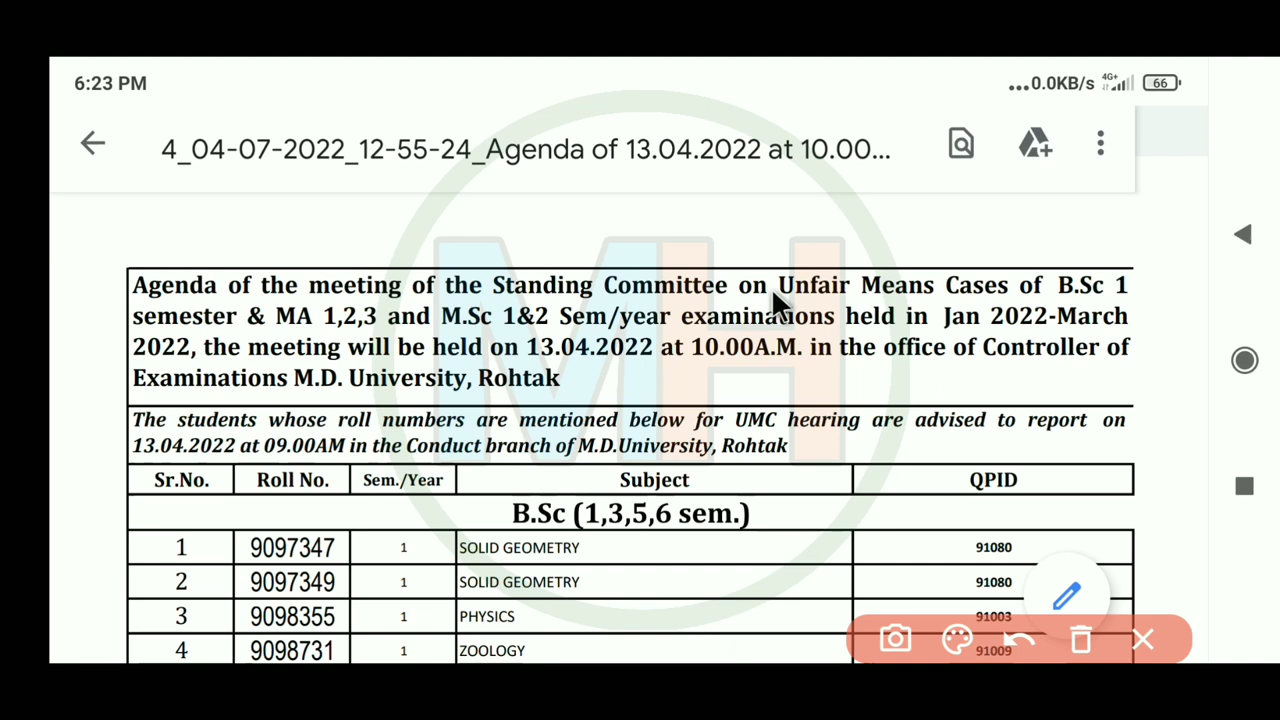 6:23 PM
...0.0KB/s 4G+ 66
4_04-07-2022_12-55-24_Agenda of 13.04.2022 at 10.00...
MH
Agenda of the meeting of the Standing Committee on Unfair Means Cases of B.Sc 1
semester & MA 1,2,3 and M.Sc 1&2 Sem/year examinations held in Jan 2022-March
2022, the meeting will be held on 13.04.2022 at 10.00A.M. in the office of Controller of
Examinations M.D. University, Rohtak
The students whose roll numbers are mentioned below for UMC hearing are advised to report on
13.04.2022 at 09.00AM in the Conduct branch of M.D.University, Rohtak
Sr.No. Roll No. Sem./Year Subject QPID
B.Sc (1,3,5,6 sem.)
1 9097347 1 SOLID GEOMETRY 91080
2 9097349 1 SOLID GEOMETRY 91080
3 9098355 1 PHYSICS 91003
4 9098731 1 ZOOLOGY 91009